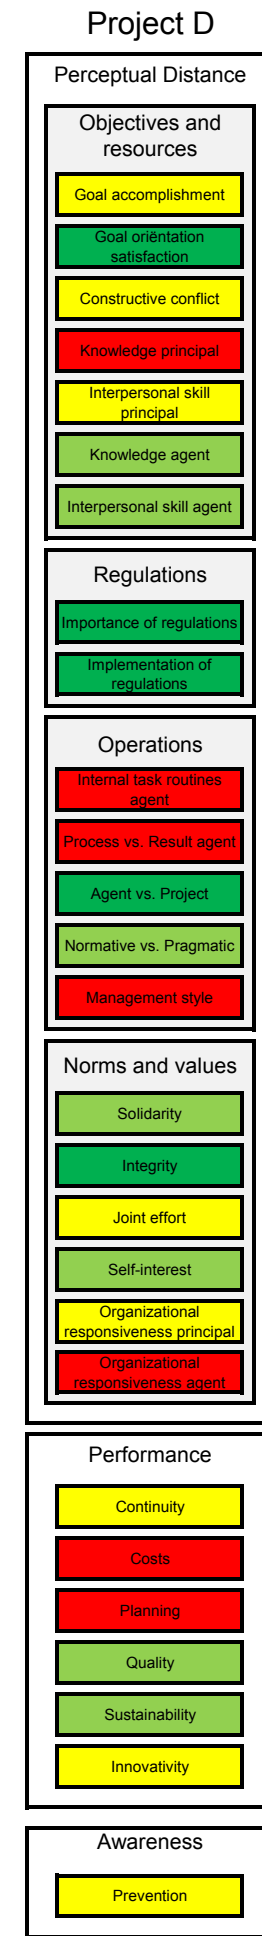 Project D
Perceptual Distance
Objectives and
resources
Goal accomplishment
Goal oriëntation
satisfaction
Constructive conflict
Knowledge principal
Interpersonal skill
principal
Knowledge agent
Interpersonal skill agent
Regulations
Importance of regulations
Implementation of
regulations
Operations
Internal task routines
agent
Process vs. Result agent
Agent vs. Project
Normative vs. Pragmatic
Management style
Norms and values
Solidarity
Integrity
Joint effort
Self-interest
Organizational
responsiveness principal
Organizational
responsiveness agent
Performance
Continuity
Costs
Planning
Quality
Sustainability
Innovativity
Awareness
Prevention